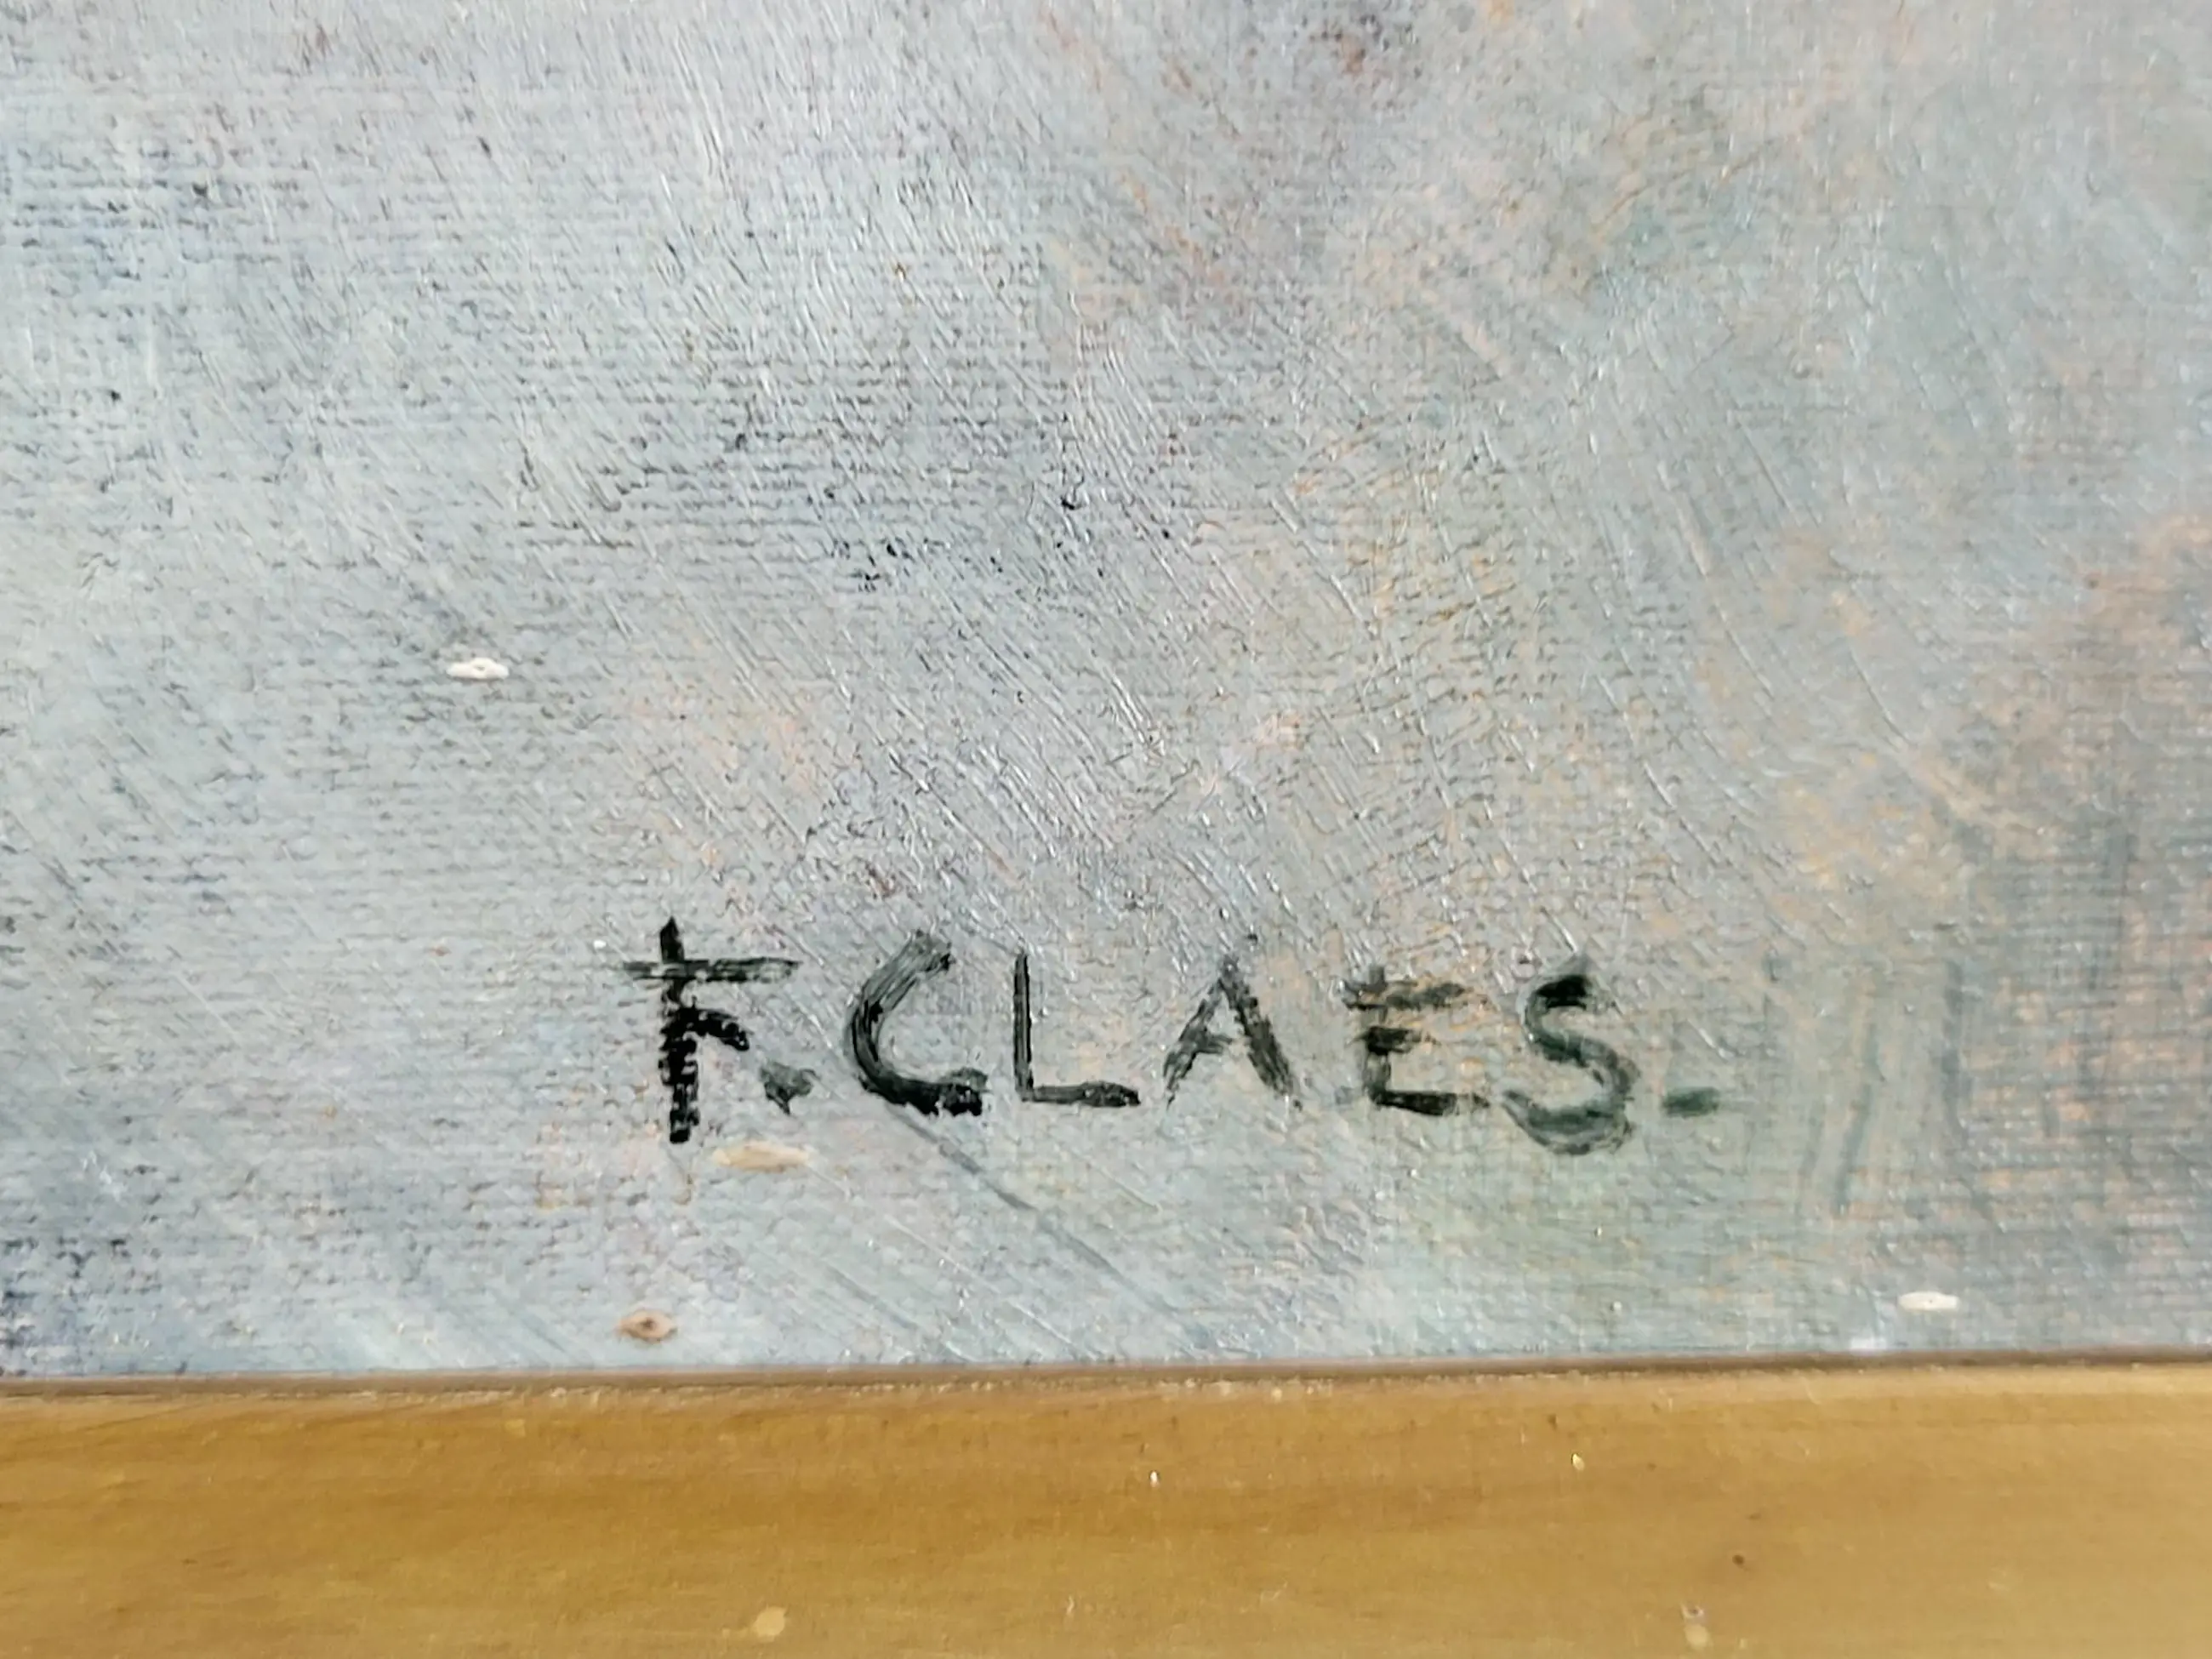 F. CLAES-